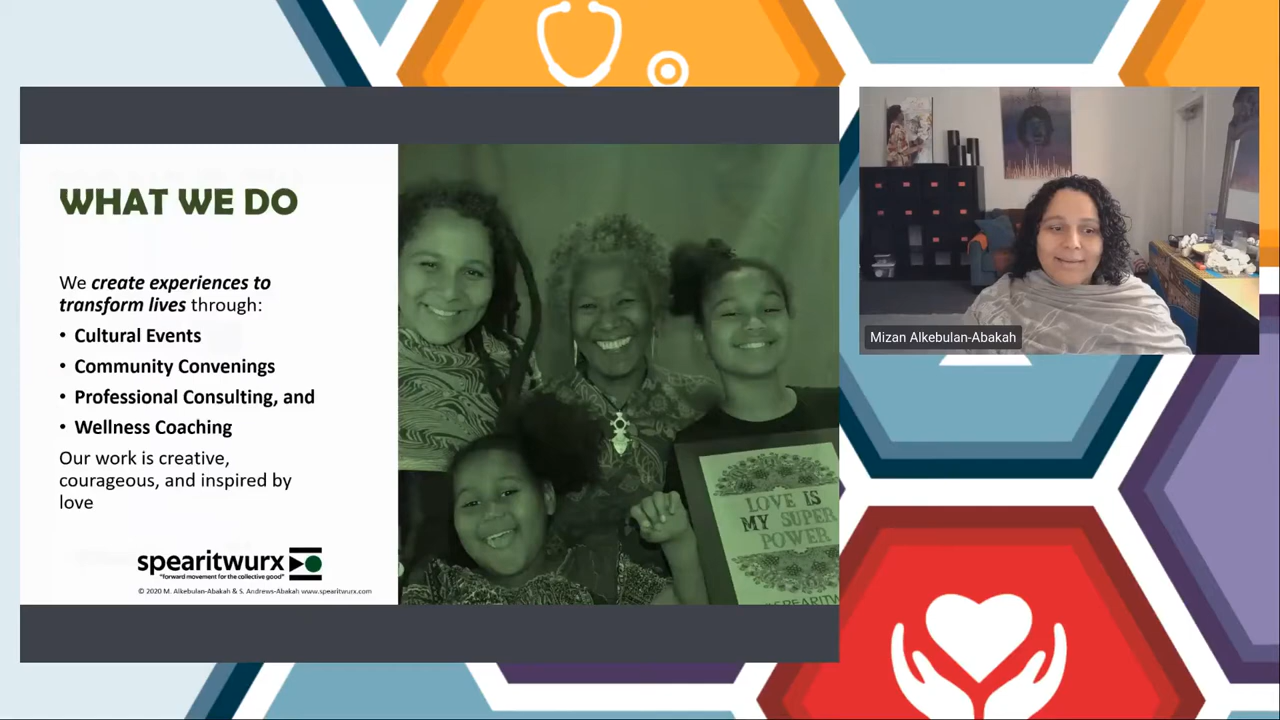 WHAT WE DO
We create experiences to
transform lives through:
• Cultural Events
• Community Convenings
• Professional Consulting, and
• Wellness Coaching
Our work is creative,
courageous, and inspired by
love
spearitwurx
"forward movement for the collective good"
© 2020 M. Alkebulan-Abakah & S. Andrews-Abakah www.spearitwurx.com
LOVE IS
MY SUPER
POWER
Mizan Alkebulan-Abakah